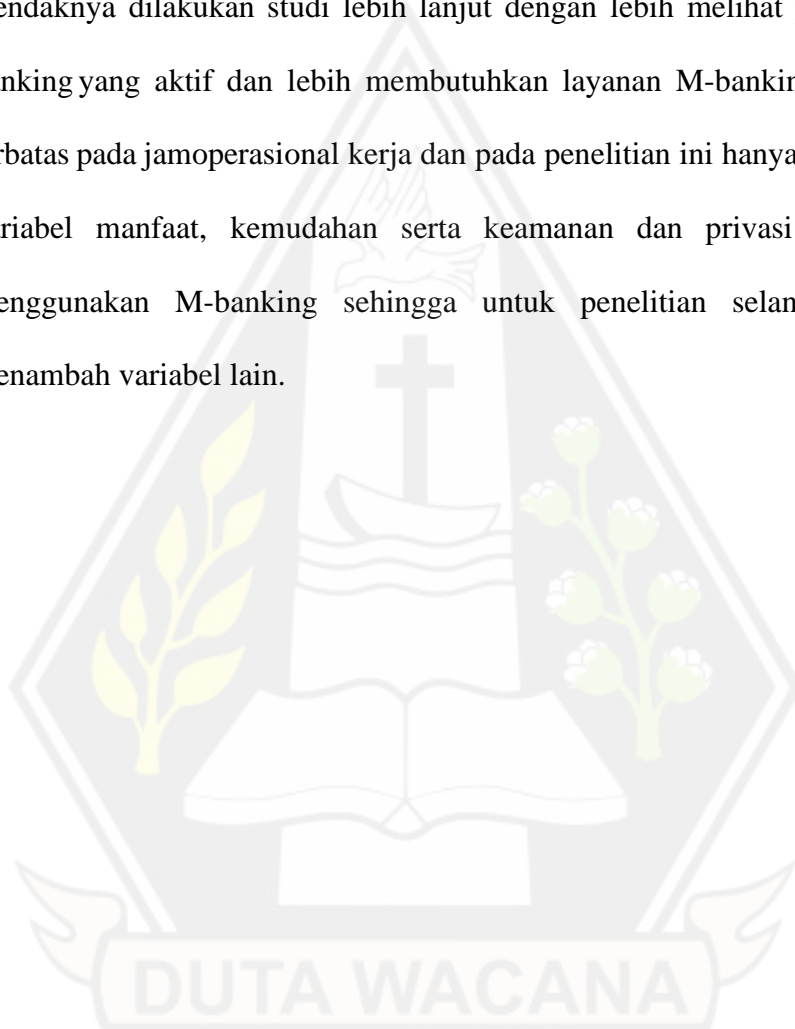 endaknya dilakukan studi lebih lanjut dengan lebih melihat
anking yang aktif dan lebih membutuhkan layanan M-bankin
rbatas pada jamoperasional kerja dan pada penelitian ini hanya
riabel manfaat, kemudahan serta keamanan dan privasi
enggunakan M-banking sehingga untuk penelitian selan
enambah variabel lain.
DUTA WACANA